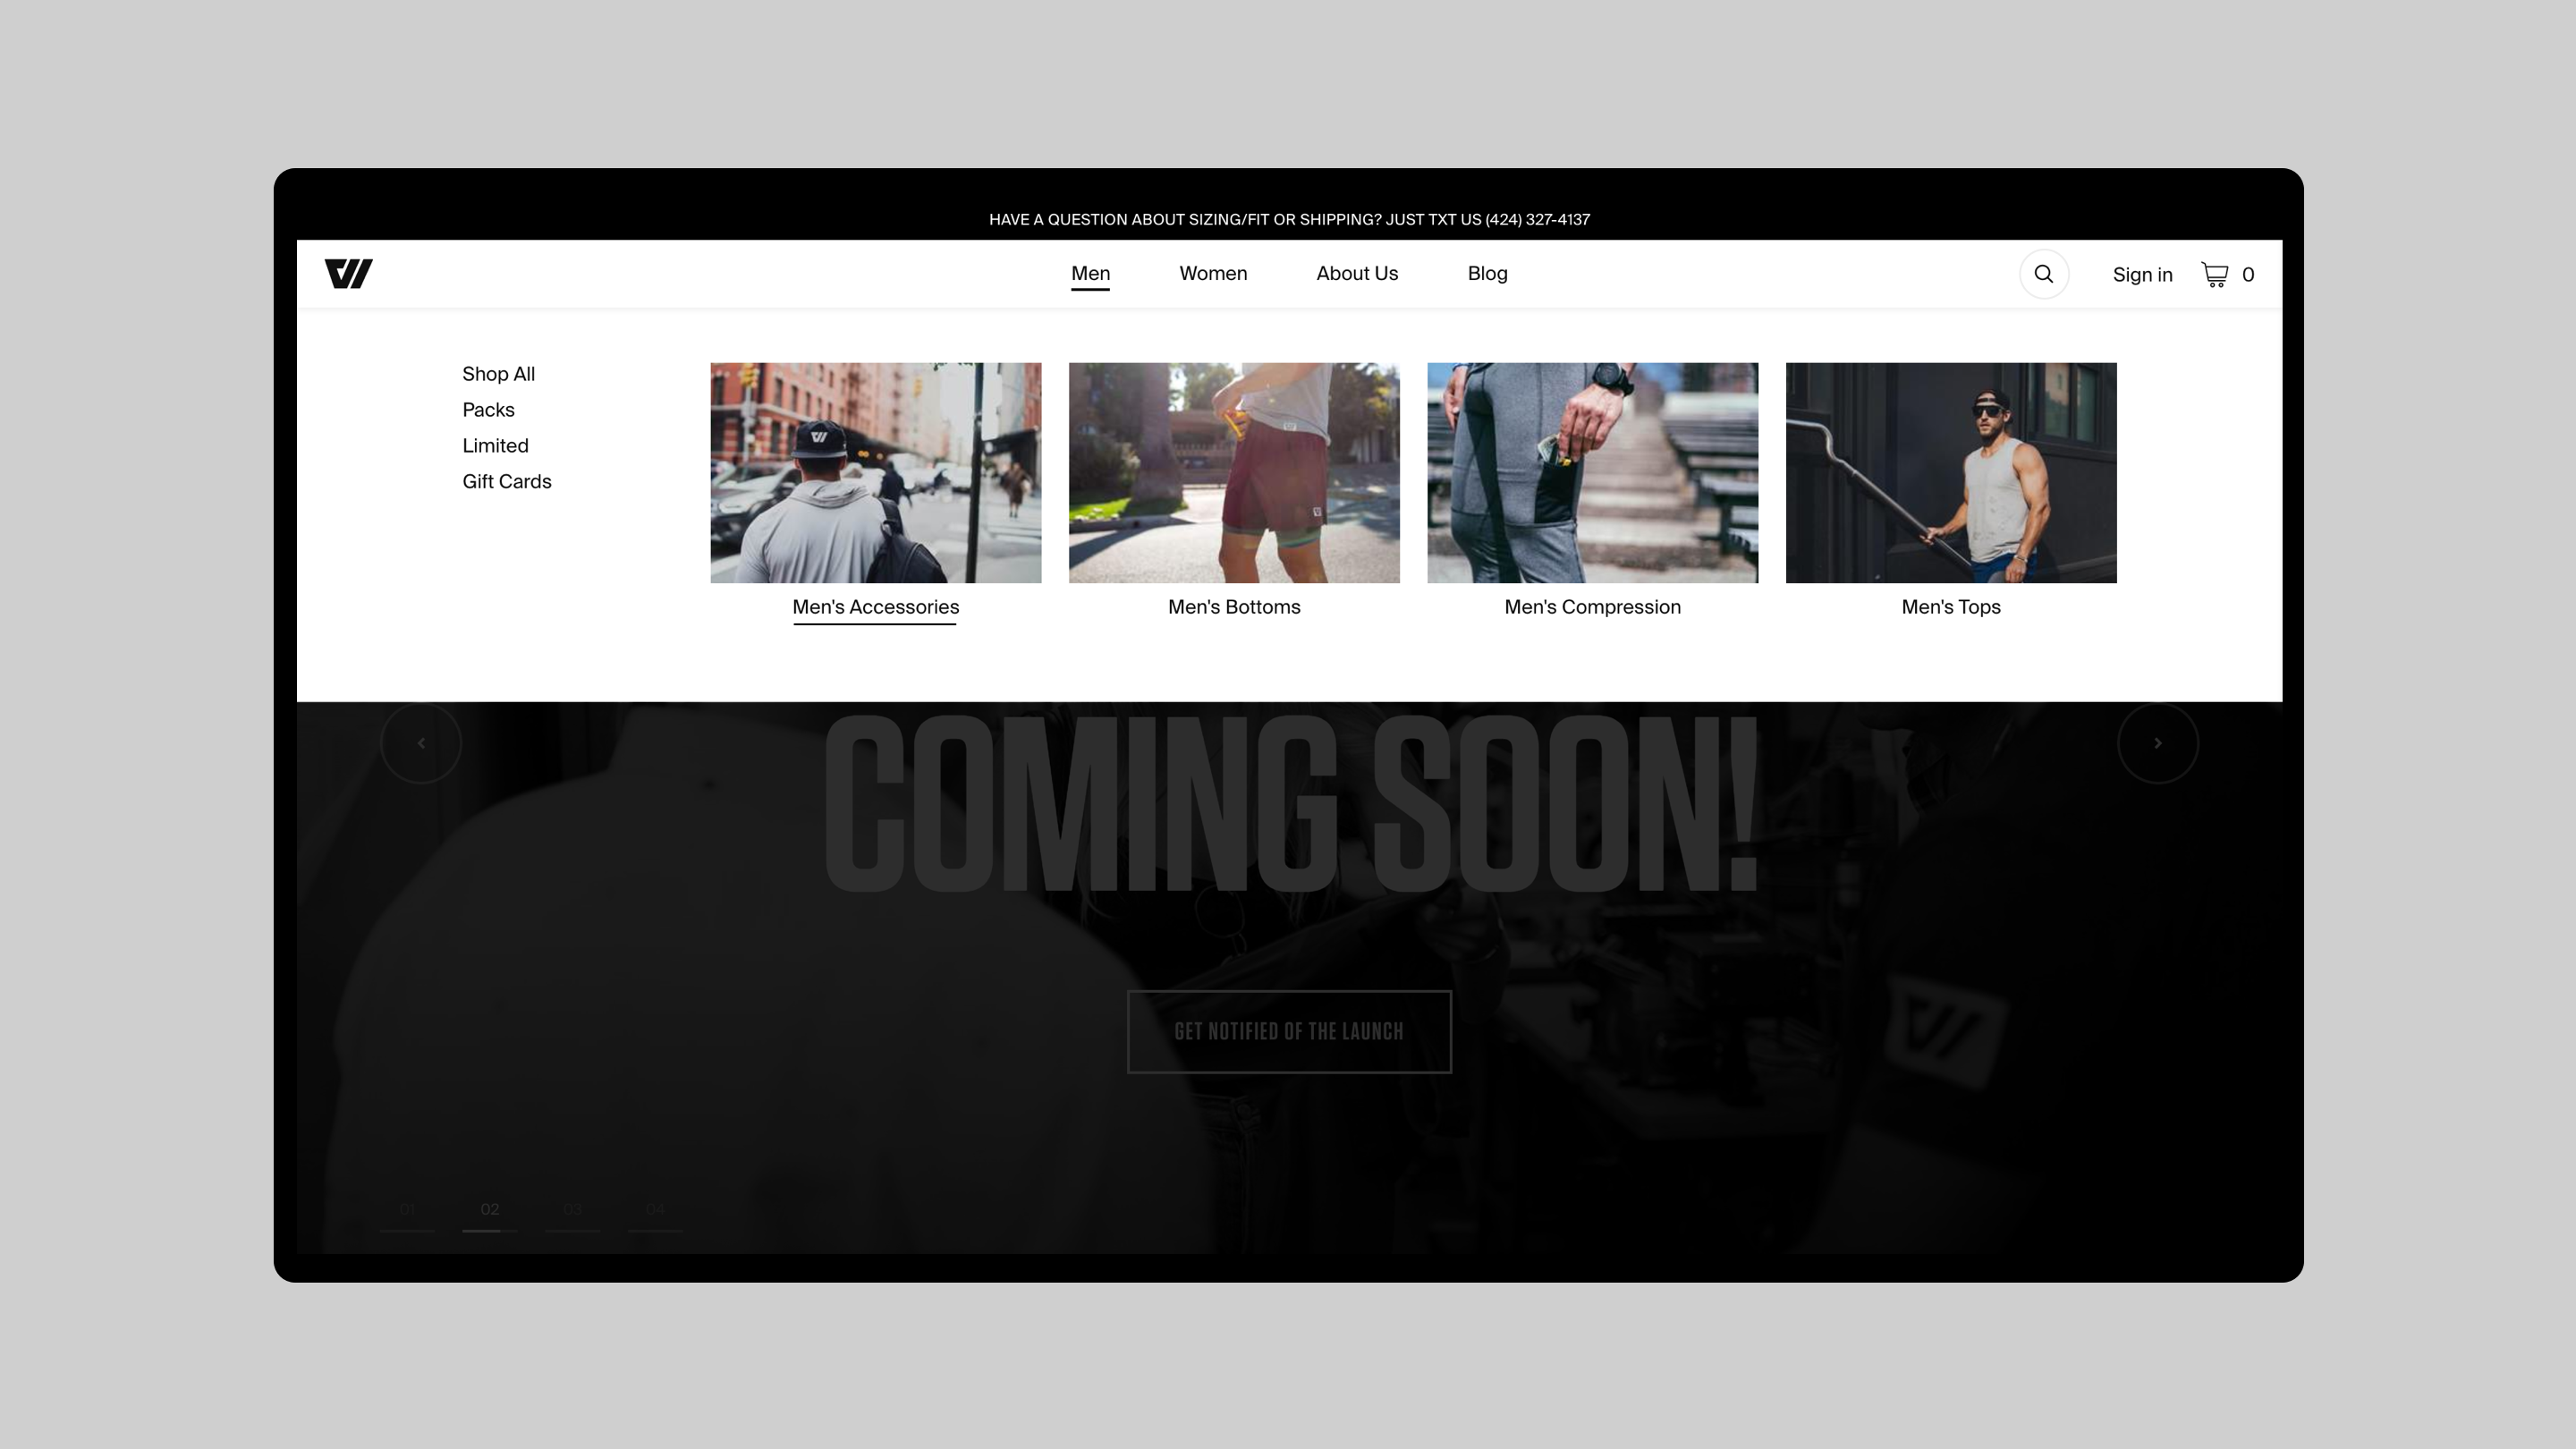 HAVE A QUESTION ABOUT SIZING/FIT OR SHIPPING? JUST TXT US (424) 327-4137
Men Women About Us Blog Sign in 0
Shop All
Packs
Limited
Gift Cards
Men's Accessories Men's Bottoms Men's Compression Men's Tops
COMING SOON!
GET NOTIFIED OF THE LAUNCH
01 02 03 04